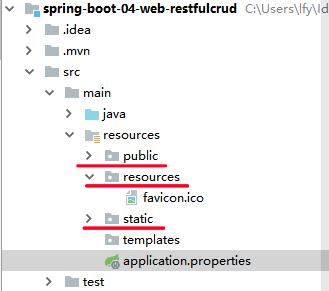 spring-boot-04-web-restfulcrud C:\Users\lfy\Id
.idea
.mvn
src
main
java
resources
public
resources
favicon.ico
static
templates
application.properties
test